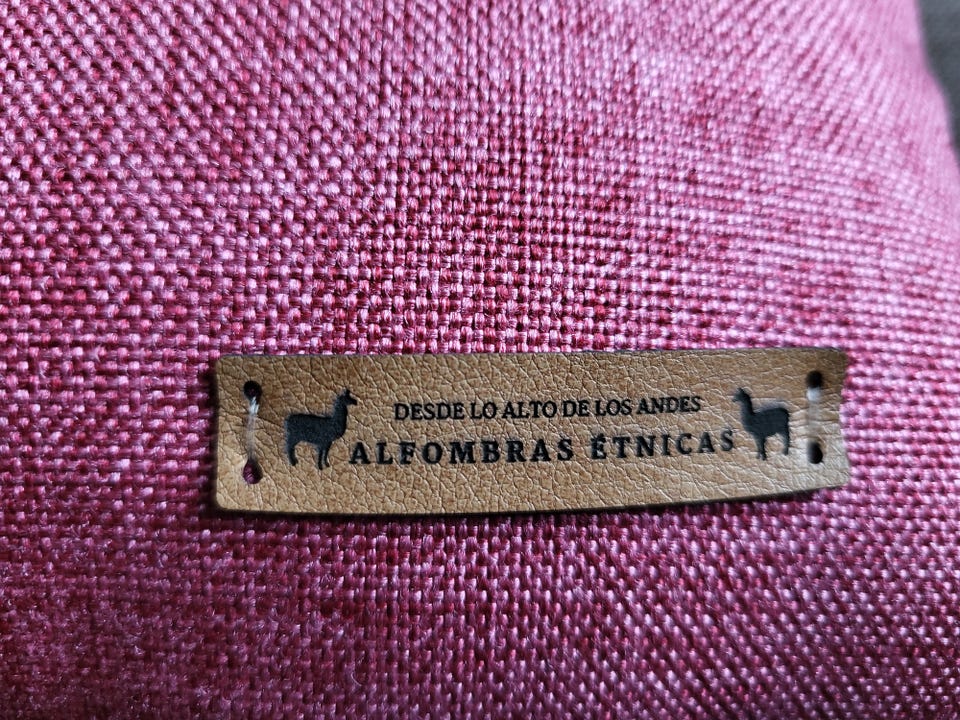 DESDE LO ALTO DE LOS ANDES
ALFOMBRAS ÉTNICAS